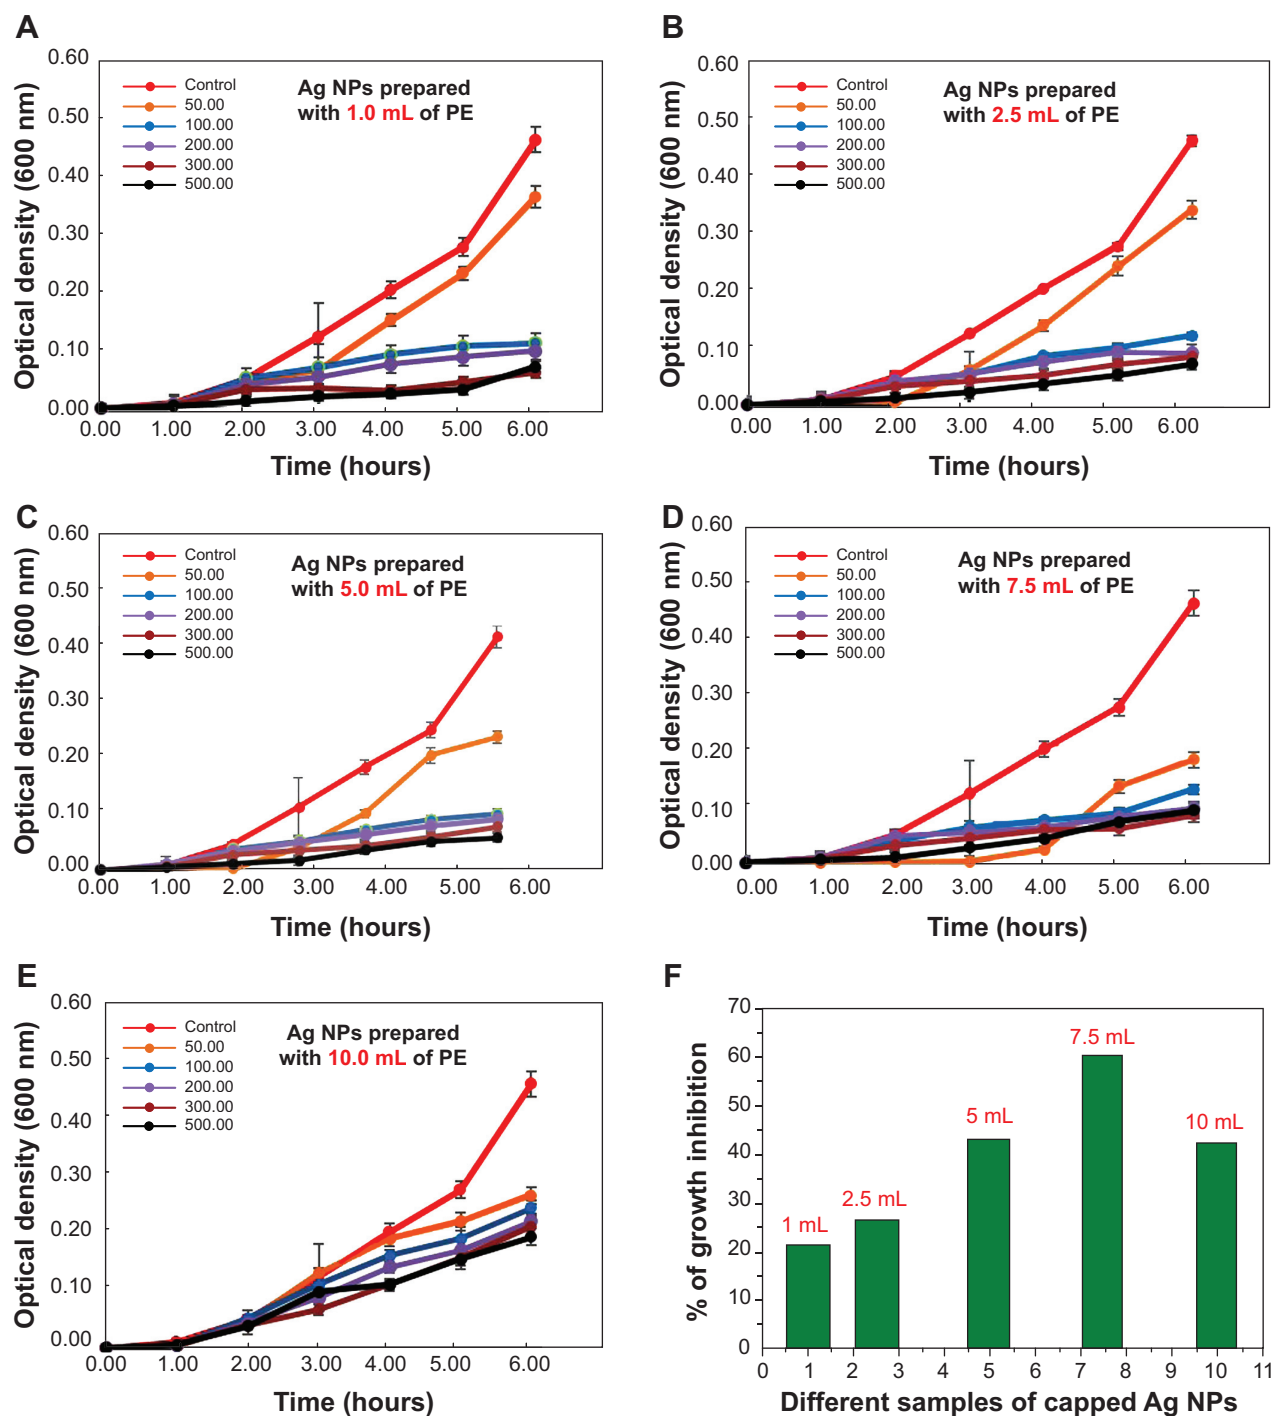 A
Optical density (600 nm)
0.60
0.50
0.40
0.30
0.20
0.10
0.00
Control
50.00
100.00
200.00
300.00
500.00
Ag NPs prepared
with 1.0 mL of PE
0.00 1.00 2.00 3.00 4.00 5.00 6.00
Time (hours)
B
Optical density (600 nm)
0.60
0.50
0.40
0.30
0.20
0.10
0.00
Control
50.00
100.00
200.00
300.00
500.00
Ag NPs prepared
with 2.5 mL of PE
0.00 1.00 2.00 3.00 4.00 5.00 6.00
Time (hours)
C
Optical density (600 nm)
0.60
0.50
0.40
0.30
0.20
0.10
0.00
Control
50.00
100.00
200.00
300.00
500.00
Ag NPs prepared
with 5.0 mL of PE
0.00 1.00 2.00 3.00 4.00 5.00 6.00
Time (hours)
D
Optical density (600 nm)
0.60
0.50
0.40
0.30
0.20
0.10
0.00
Control
50.00
100.00
200.00
300.00
500.00
Ag NPs prepared
with 7.5 mL of PE
0.00 1.00 2.00 3.00 4.00 5.00 6.00
Time (hours)
E
Optical density (600 nm)
0.60
0.50
0.40
0.30
0.20
0.10
0.00
Control
50.00
100.00
200.00
300.00
500.00
Ag NPs prepared
with 10.0 mL of PE
0.00 1.00 2.00 3.00 4.00 5.00 6.00
Time (hours)
F
% of growth inhibition
70
60
50
40
30
20
10
0
1 mL
2.5 mL
5 mL
7.5 mL
10 mL
0 1 2 3 4 5 6 7 8 9 10 11
Different samples of capped Ag NPs